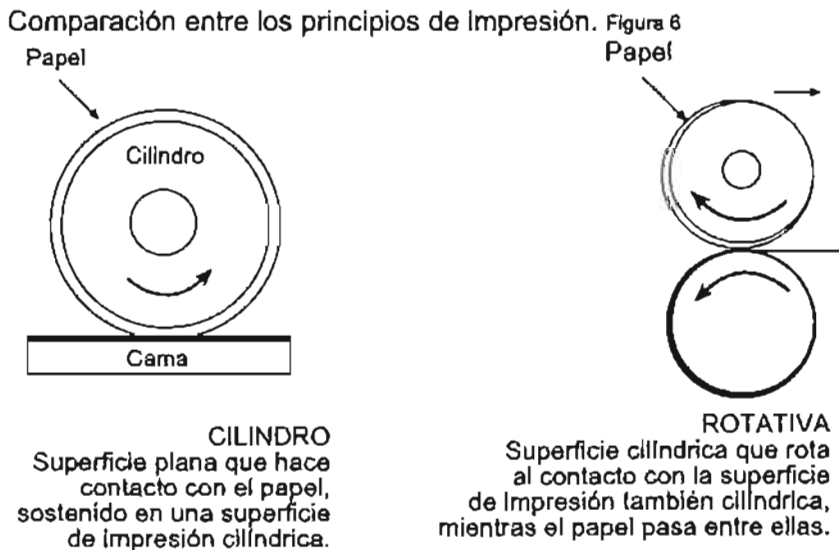 Comparación entre los principios de impresión. Figura 6
Papel
Cilindro
Cama
CILINDRO
Superficie plana que hace
contacto con el papel,
sostenido en una superficie
de impresión cilíndrica.
Papel
ROTATIVA
Superficie cilíndrica que rota
al contacto con la superficie
de impresión también cilíndrica,
mientras el papel pasa entre ellas.